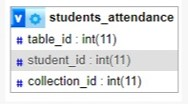 v students_attendance
# table_id : int(11)
# student_id : int(11)
# collection_id : int(11)